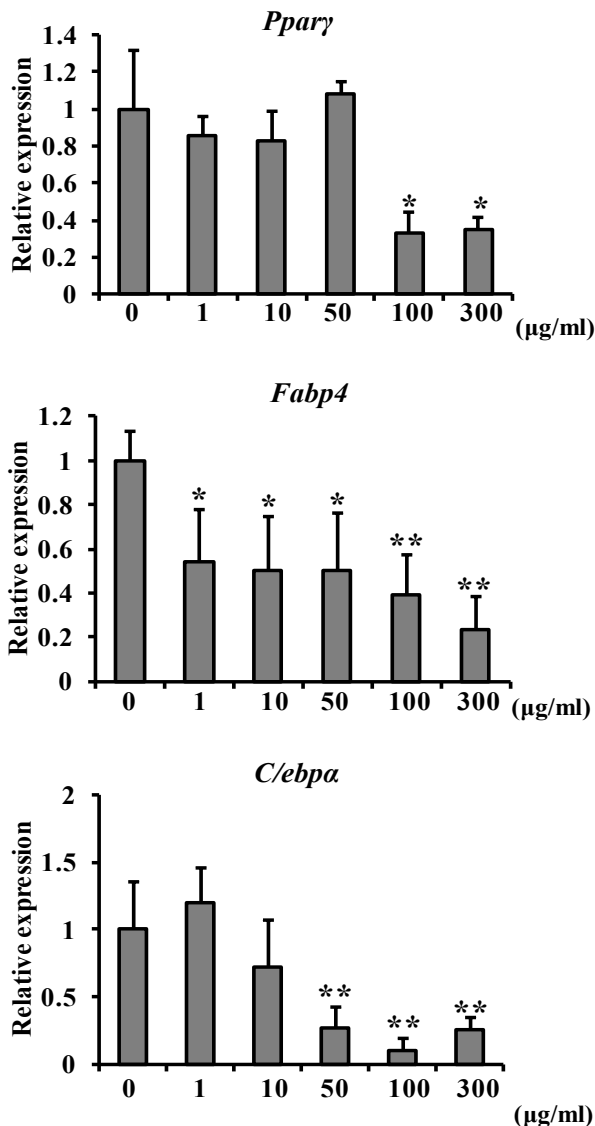 Pparγ
Relative expression
1.4
1.2
1
0.8
0.6
0.4
0.2
0
* *
0 1 10 50 100 300 (µg/ml)
Fabp4
Relative expression
1.2
1
0.8
0.6
0.4
0.2
0
* * * ** **
0 1 10 50 100 300 (µg/ml)
C/ebpα
Relative expression
2
1.5
1
0.5
0
** ** **
0 1 10 50 100 300
(µg/ml)